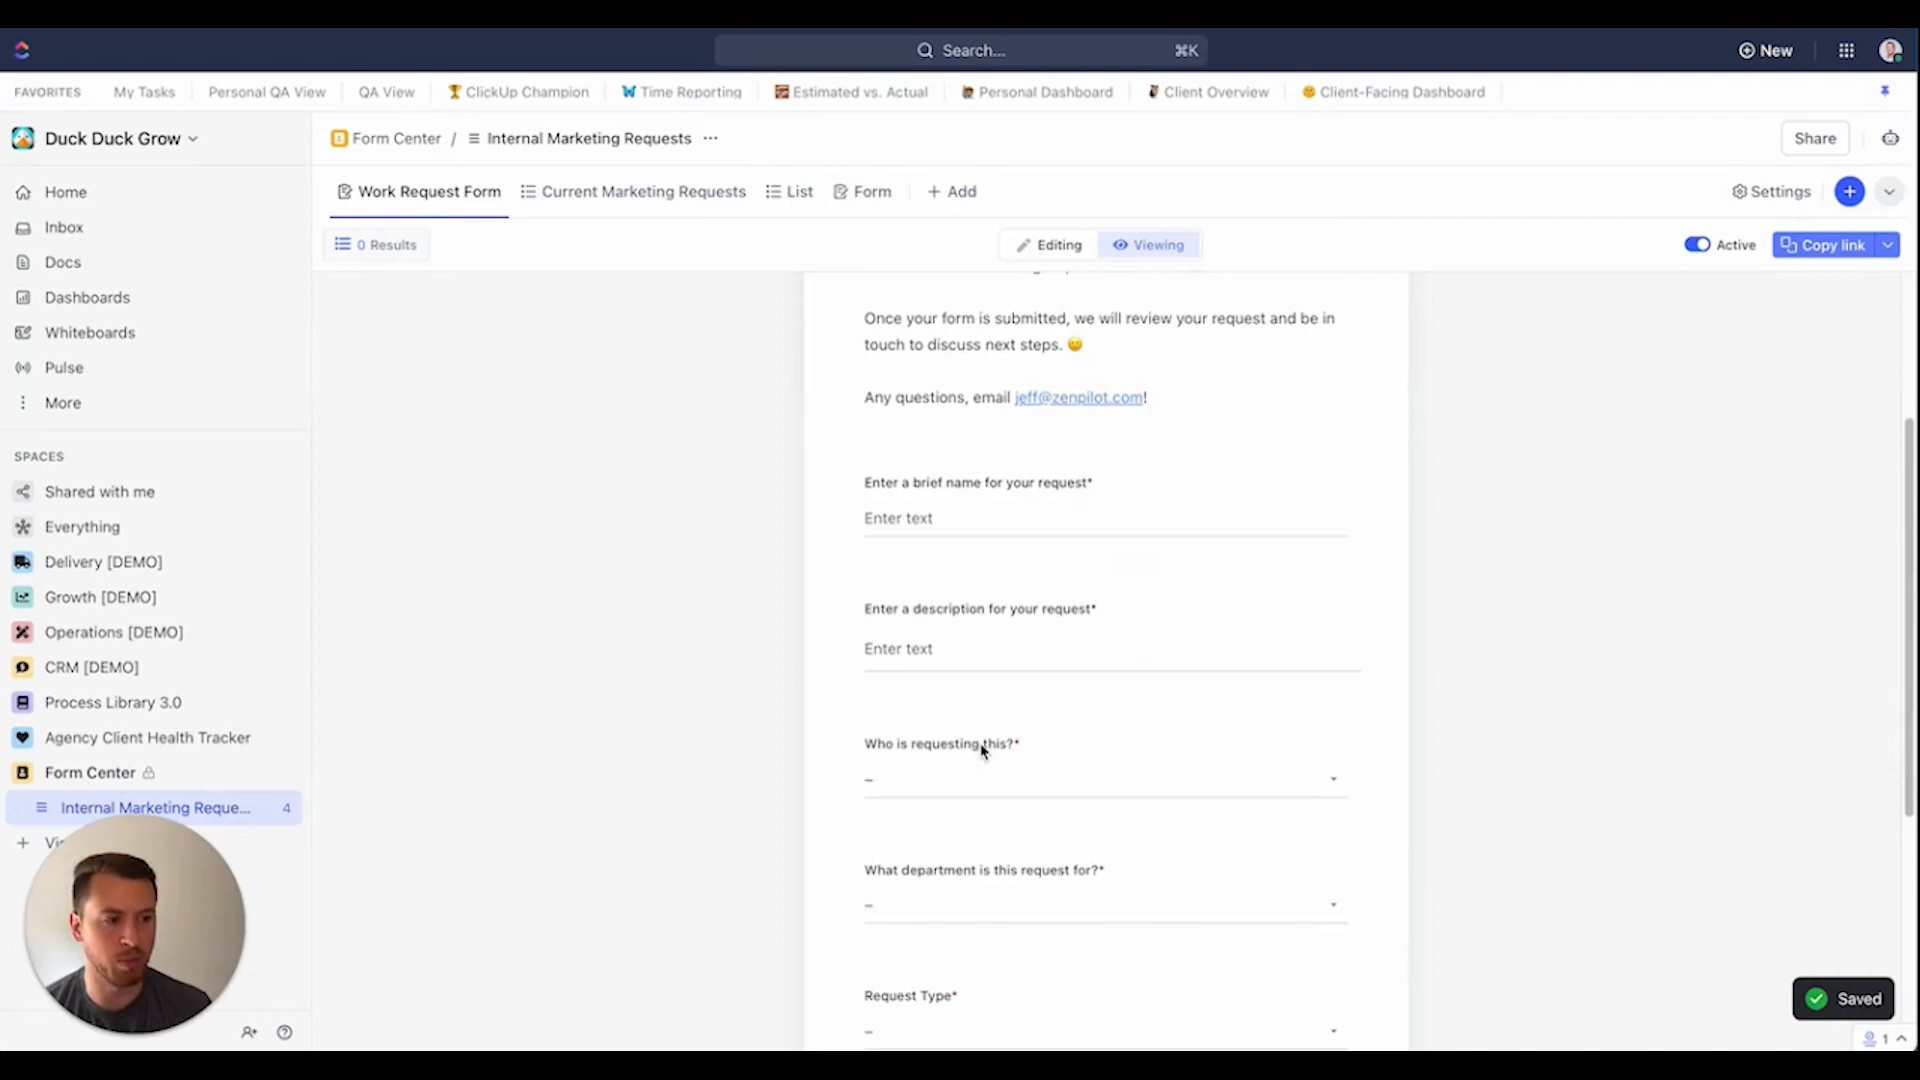 Search...
⌘K
New
FAVORITES
My Tasks
Personal QA View
QA View
ClickUp Champion
Time Reporting
Estimated vs. Actual
Personal Dashboard
Client Overview
Client-Facing Dashboard
Duck Duck Grow
Form Center / Internal Marketing Requests ...
Share
Home
Inbox
Docs
Dashboards
Whiteboards
Pulse
More
Work Request Form
Current Marketing Requests
List
Form
+ Add
Settings
0 Results
Editing
Viewing
Active
Copy link
SPACES
Shared with me
Everything
Delivery [DEMO]
Growth [DEMO]
Operations [DEMO]
CRM [DEMO]
Process Library 3.0
Agency Client Health Tracker
Form Center
Internal Marketing Reque... 4
Once your form is submitted, we will review your request and be in
touch to discuss next steps. 😀
Any questions, email jeff@zenpilot.com!
Enter a brief name for your request*
Enter text
Enter a description for your request*
Enter text
Who is requesting this?*
–
What department is this request for?*
–
Request Type*
–
Saved
1